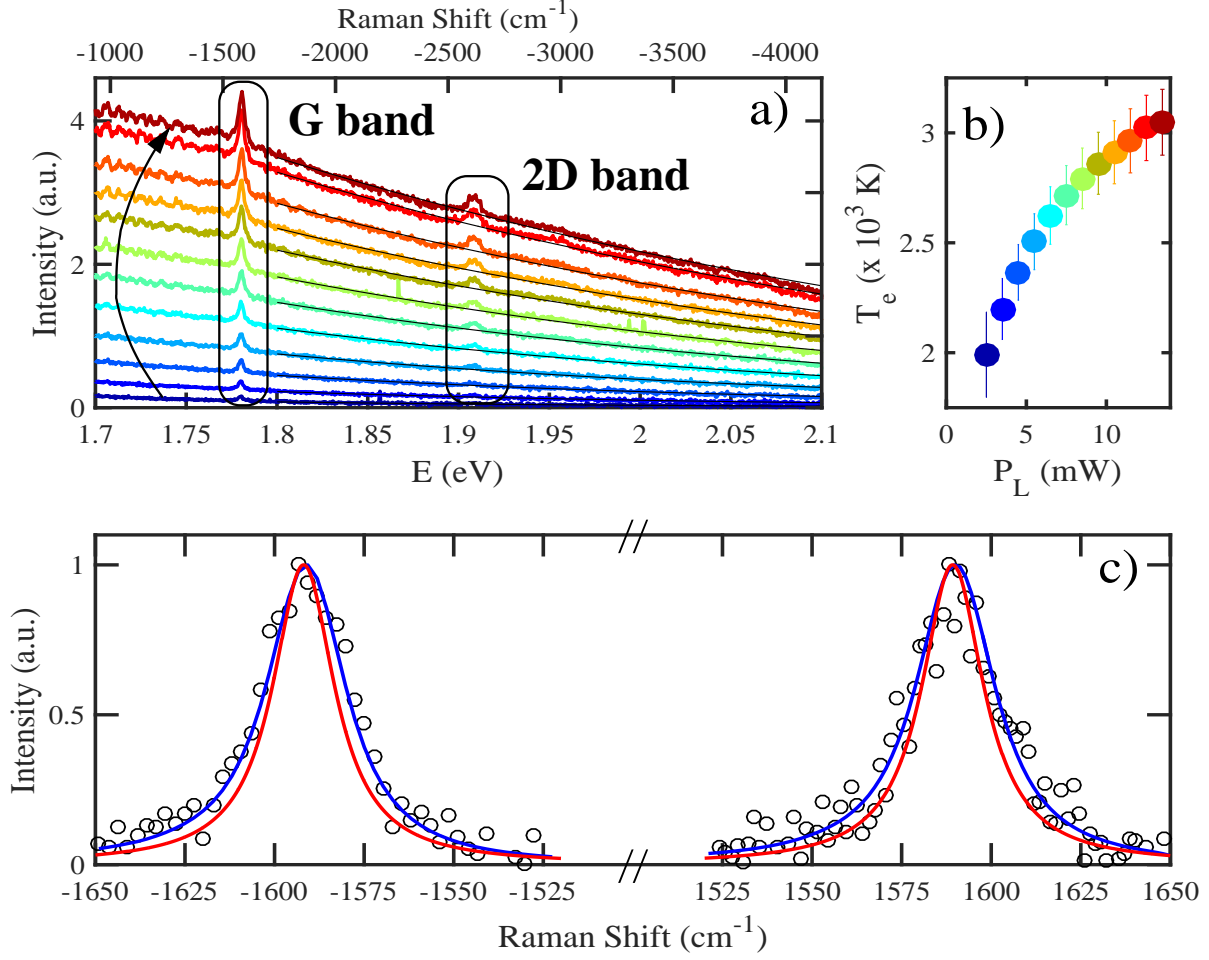 Raman Shift (cm-1)
-1000 -1500 -2000 -2500 -3000 -3500 -4000
a)
G band
2D band
Intensity (a.u.)
4
2
0
1.7 1.75 1.8 1.85 1.9 1.95 2 2.05 2.1
E (eV)
b)
T_e (x 10^3 K)
3
2.5
2
0 5 10
P_L (mW)
c)
Intensity (a.u.)
1
0.5
0
-1650 -1600 -1575 -1550 -1525 1525 1550 1575 1600 1625 1650
Raman Shift (cm-1)